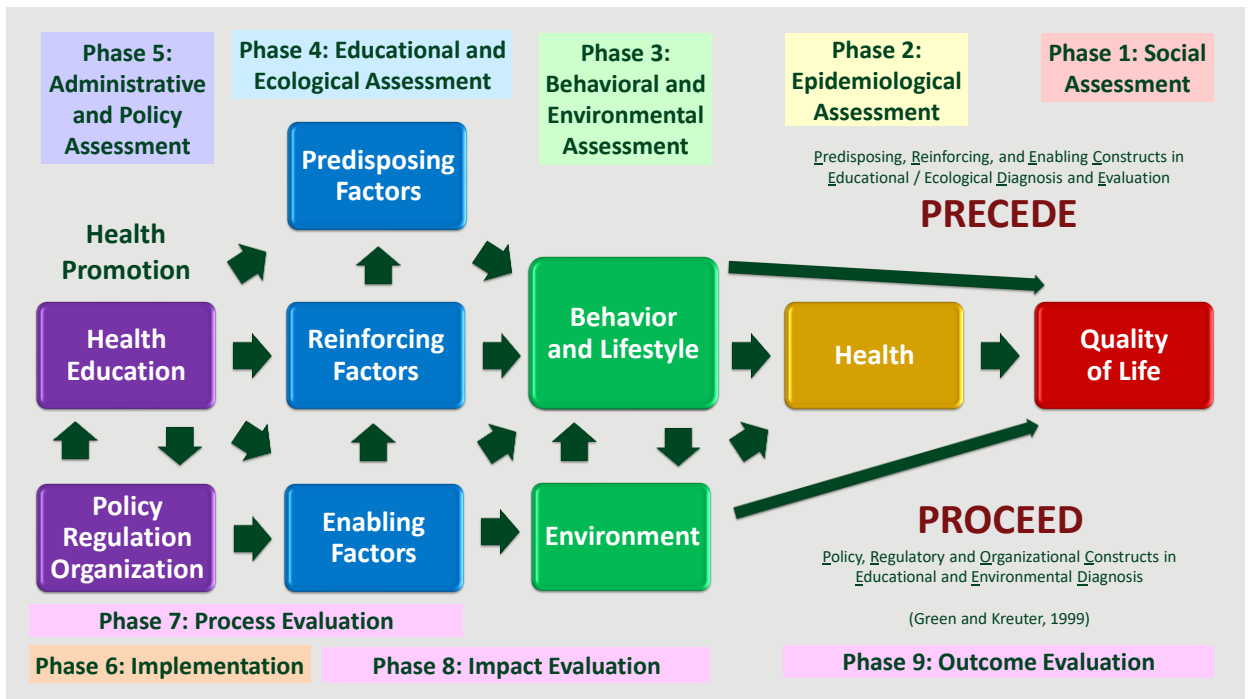 Phase 5:
Administrative
and Policy
Assessment
Phase 4: Educational and
Ecological Assessment
Phase 3:
Behavioral and
Environmental
Assessment
Phase 2:
Epidemiological
Assessment
Phase 1: Social
Assessment
Predisposing, Reinforcing, and Enabling Constructs in
Educational / Ecological Diagnosis and Evaluation
PRECEDE
Predisposing
Factors
Health
Promotion
Health
Education
Reinforcing
Factors
Behavior
and Lifestyle
Health
Quality
of Life
Policy
Regulation
Organization
Enabling
Factors
Environment
PROCEED
Policy, Regulatory and Organizational Constructs in
Educational and Environmental Diagnosis
(Green and Kreuter, 1999)
Phase 7: Process Evaluation
Phase 6: Implementation
Phase 8: Impact Evaluation
Phase 9: Outcome Evaluation